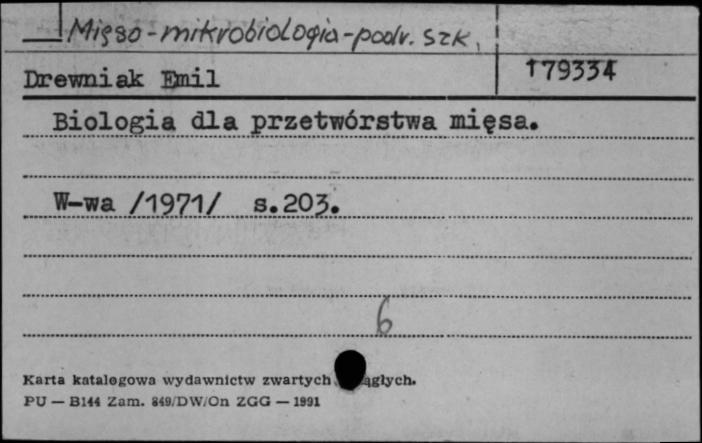 Mięso-mikrobiologia-podr. szk.
Drewniak Emil
179334
Biologia dla przetwórstwa mięsa.
W-wa /1971/ s.203.
6
Karta katalogowa wydawnictw zwartych ągłych.
PU — B144 Zam. 849/DW/On ZGG — 1991